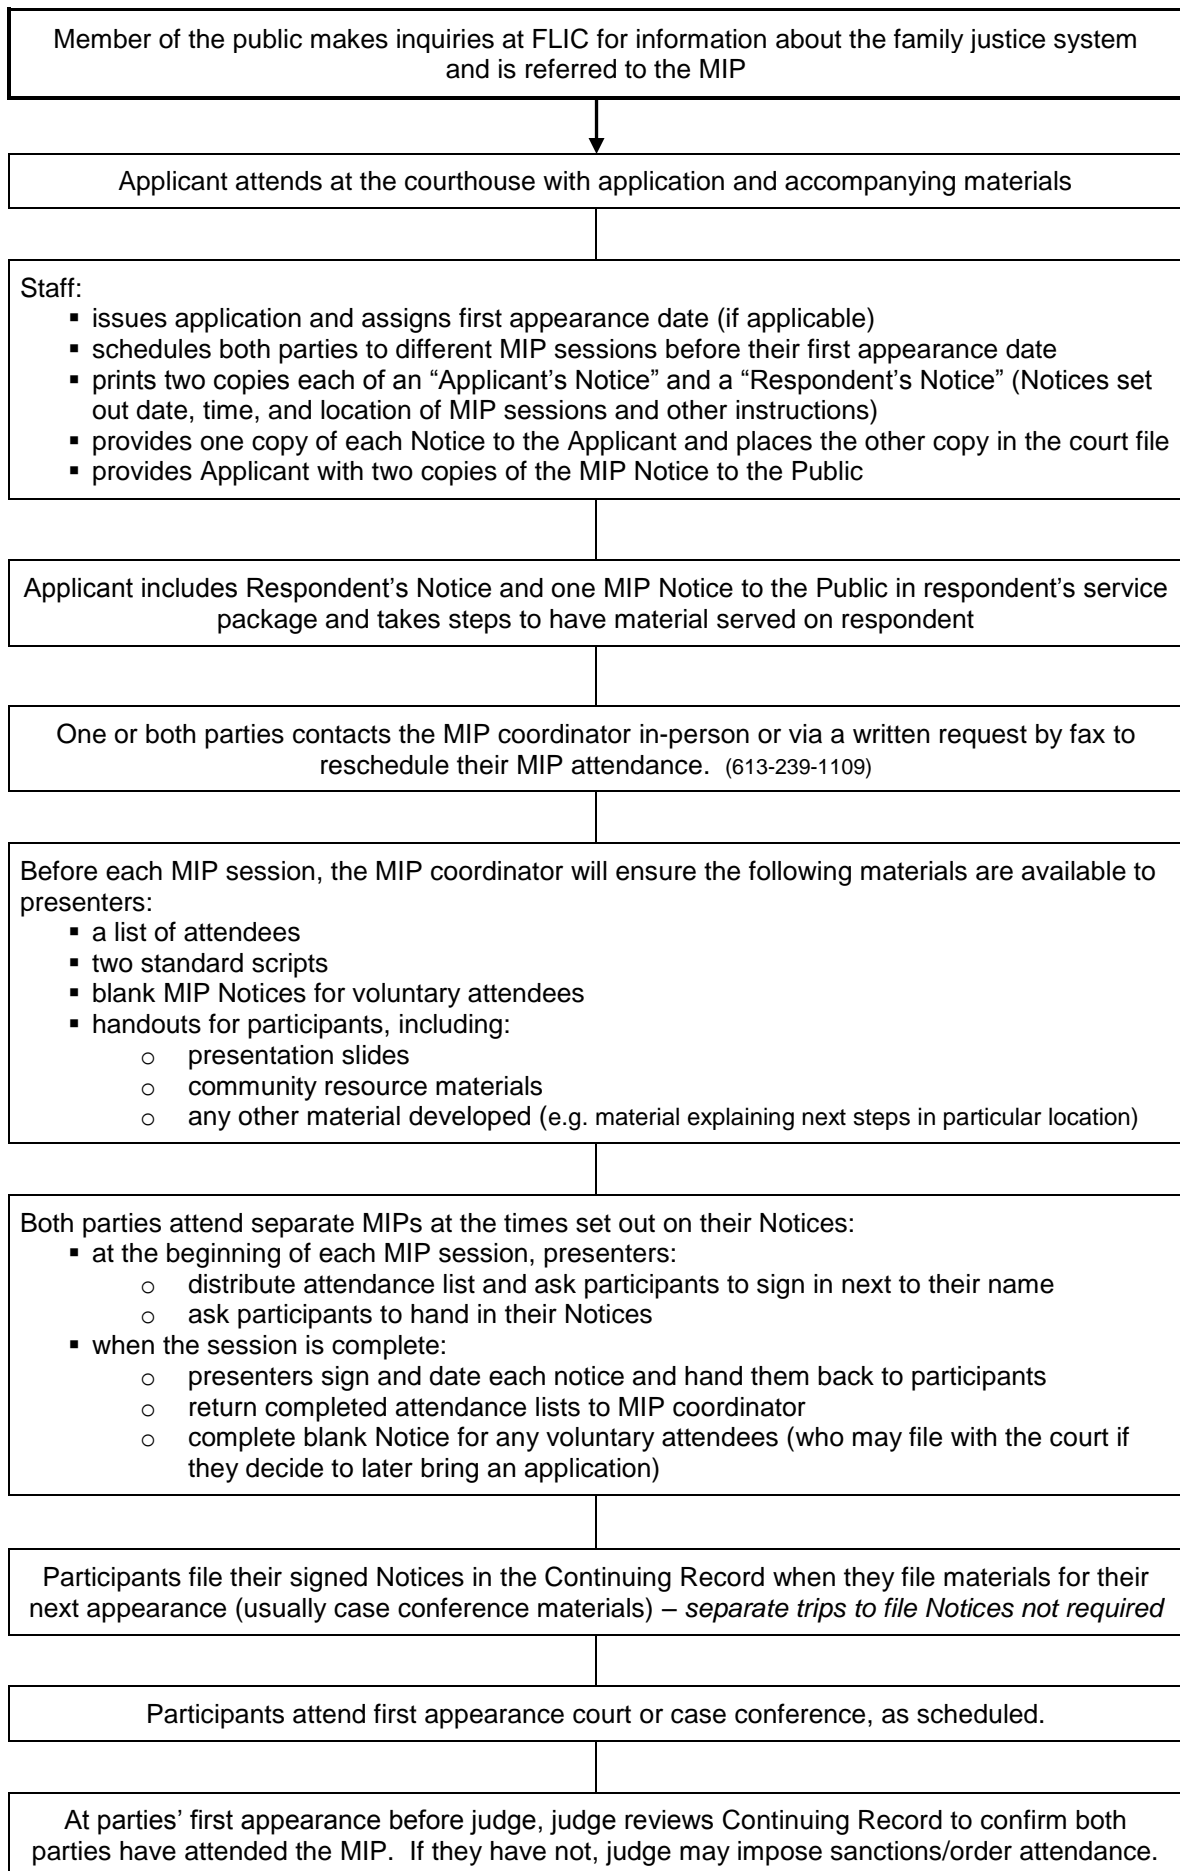 Member of the public makes inquiries at FLIC for information about the family justice system
and is referred to the MIP
Applicant attends at the courthouse with application and accompanying materials
Staff:
▪ issues application and assigns first appearance date (if applicable)
▪ schedules both parties to different MIP sessions before their first appearance date
▪ prints two copies each of an “Applicant’s Notice” and a “Respondent’s Notice” (Notices set
out date, time, and location of MIP sessions and other instructions)
▪ provides one copy of each Notice to the Applicant and places the other copy in the court file
▪ provides Applicant with two copies of the MIP Notice to the Public
Applicant includes Respondent’s Notice and one MIP Notice to the Public in respondent’s service
package and takes steps to have material served on respondent
One or both parties contacts the MIP coordinator in-person or via a written request by fax to
reschedule their MIP attendance. (613-239-1109)
Before each MIP session, the MIP coordinator will ensure the following materials are available to
presenters:
▪ a list of attendees
▪ two standard scripts
▪ blank MIP Notices for voluntary attendees
▪ handouts for participants, including:
o presentation slides
o community resource materials
o any other material developed (e.g. material explaining next steps in particular location)
Both parties attend separate MIPs at the times set out on their Notices:
▪ at the beginning of each MIP session, presenters:
o distribute attendance list and ask participants to sign in next to their name
o ask participants to hand in their Notices
▪ when the session is complete:
o presenters sign and date each notice and hand them back to participants
o return completed attendance lists to MIP coordinator
o complete blank Notice for any voluntary attendees (who may file with the court if
they decide to later bring an application)
Participants file their signed Notices in the Continuing Record when they file materials for their
next appearance (usually case conference materials) – separate trips to file Notices not required
Participants attend first appearance court or case conference, as scheduled.
At parties’ first appearance before judge, judge reviews Continuing Record to confirm both
parties have attended the MIP. If they have not, judge may impose sanctions/order attendance.